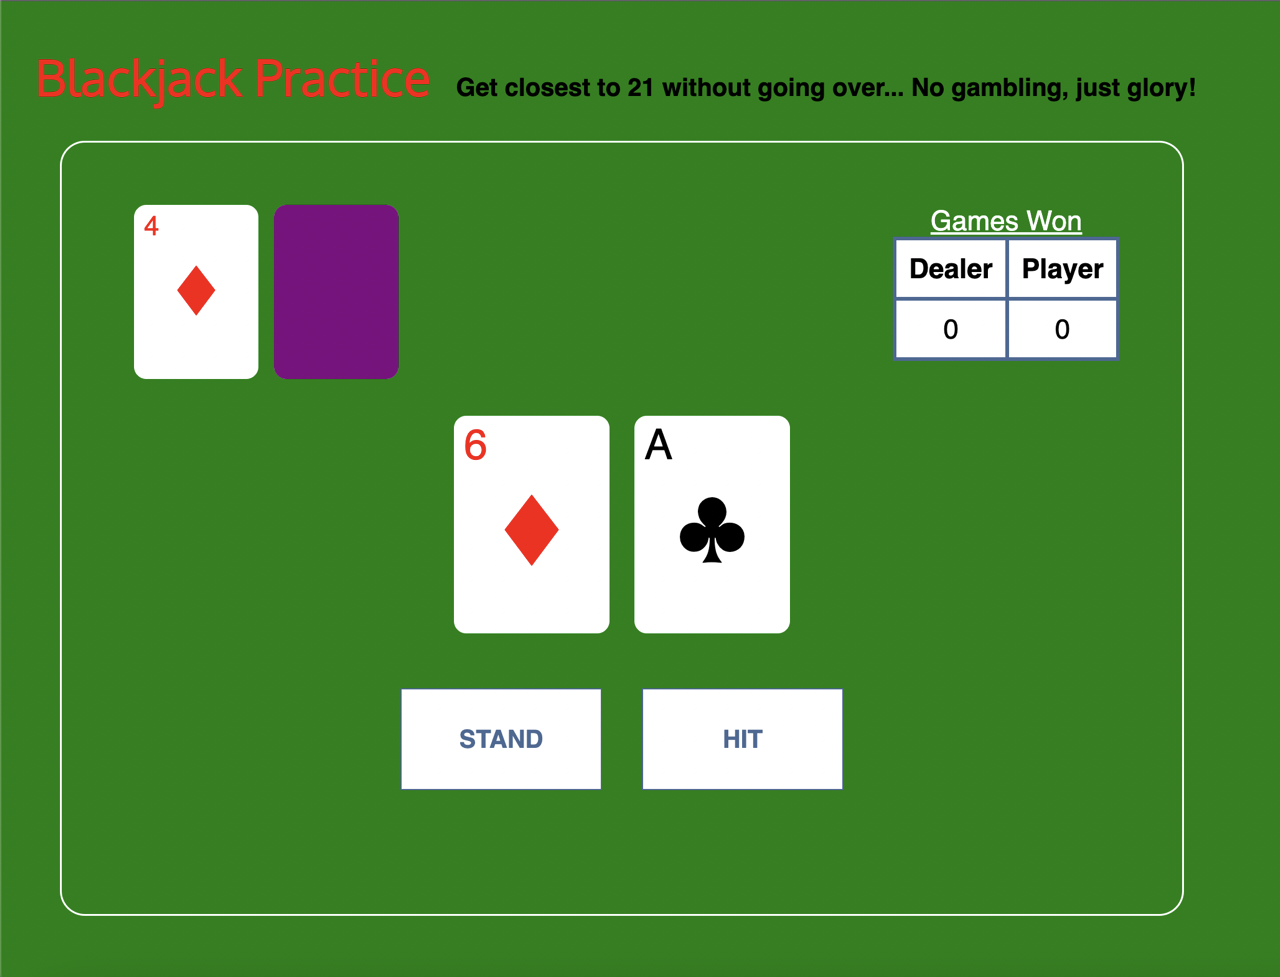 Blackjack Practice Get closest to 21 without going over... No gambling, just glory!
4
Games Won
Dealer Player
0 0
6 A
STAND HIT